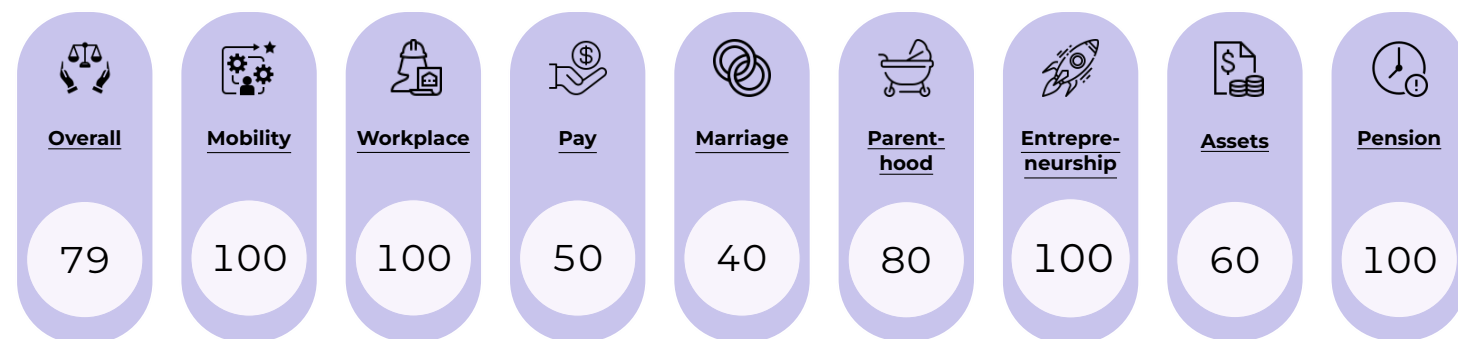 Overall
79
Mobility
100
Workplace
100
Pay
50
Marriage
40
Parent-
hood
80
Entrepre-
neurship
100
Assets
60
Pension
100